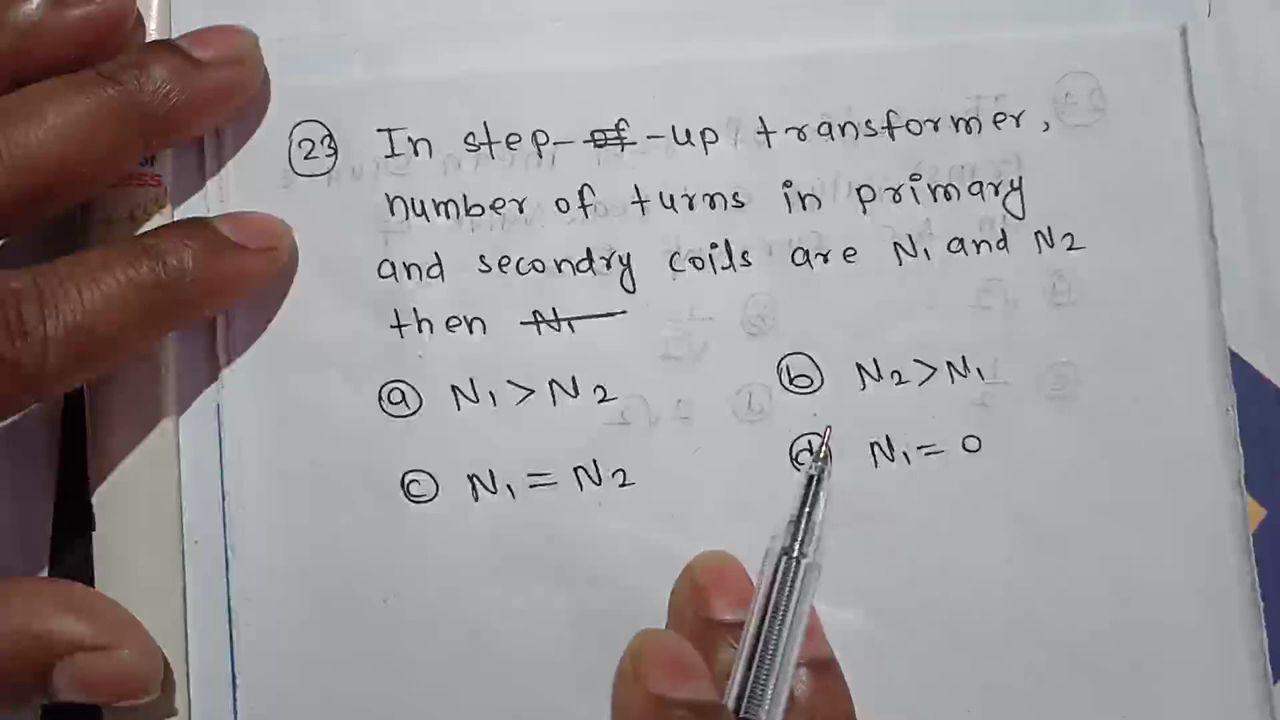 23 In step-of-up transformer,
number of turns in primary
and secondry coils are N1 and N2
then N1
a N1 > N2
b N2 > N1
c N1 = N2
d N1 = 0
ESS